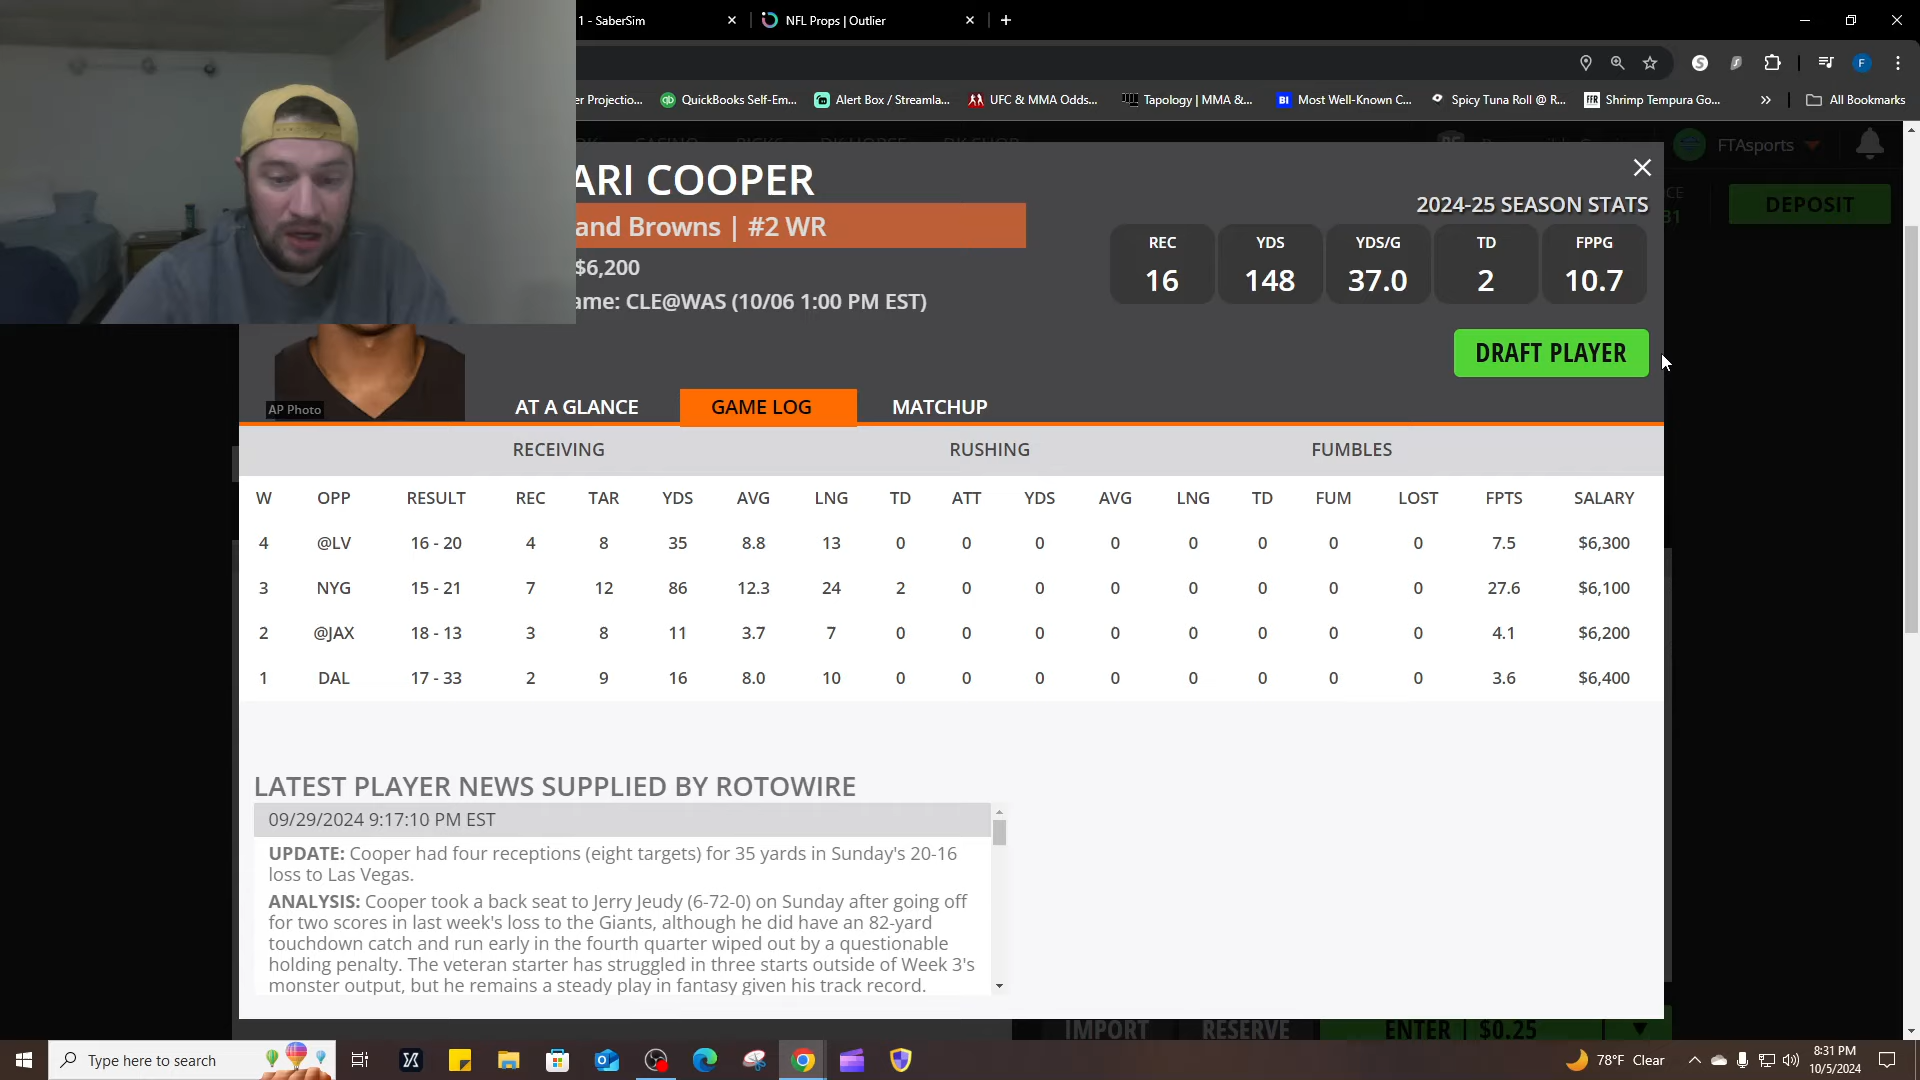 1 - SaberSim
NFL Props | Outlier
er Projectio...
QuickBooks Self-Em...
Alert Box / Streamla...
UFC & MMA Odds...
Tapology | MMA &...
Most Well-Known C...
Spicy Tuna Roll @ R...
Shrimp Tempura Go...
All Bookmarks
FTAsports
DEPOSIT
ARI COOPER
and Browns | #2 WR
$6,200
ame: CLE@WAS (10/06 1:00 PM EST)
2024-25 SEASON STATS
REC YDS YDS/G TD FPPG
16 148 37.0 2 10.7
DRAFT PLAYER
AP Photo
AT A GLANCE GAME LOG MATCHUP
RECEIVING RUSHING FUMBLES
W OPP RESULT REC TAR YDS AVG LNG TD ATT YDS AVG LNG TD FUM LOST FPTS SALARY
4 @LV 16 - 20 4 8 35 8.8 13 0 0 0 0 0 0 0 0 7.5 $6,300
3 NYG 15 - 21 7 12 86 12.3 24 2 0 0 0 0 0 0 0 27.6 $6,100
2 @JAX 18 - 13 3 8 11 3.7 7 0 0 0 0 0 0 0 0 4.1 $6,200
1 DAL 17 - 33 2 9 16 8.0 10 0 0 0 0 0 0 0 0 3.6 $6,400
LATEST PLAYER NEWS SUPPLIED BY ROTOWIRE
09/29/2024 9:17:10 PM EST
UPDATE: Cooper had four receptions (eight targets) for 35 yards in Sunday's 20-16
loss to Las Vegas.
ANALYSIS: Cooper took a back seat to Jerry Jeudy (6-72-0) on Sunday after going off
for two scores in last week's loss to the Giants, although he did have an 82-yard
touchdown catch and run early in the fourth quarter wiped out by a questionable
holding penalty. The veteran starter has struggled in three starts outside of Week 3's
monster output, but he remains a steady play in fantasy given his track record.
IMPORT RESERVE ENTER | $0.25
Type here to search
78°F Clear
8:31 PM
10/5/2024